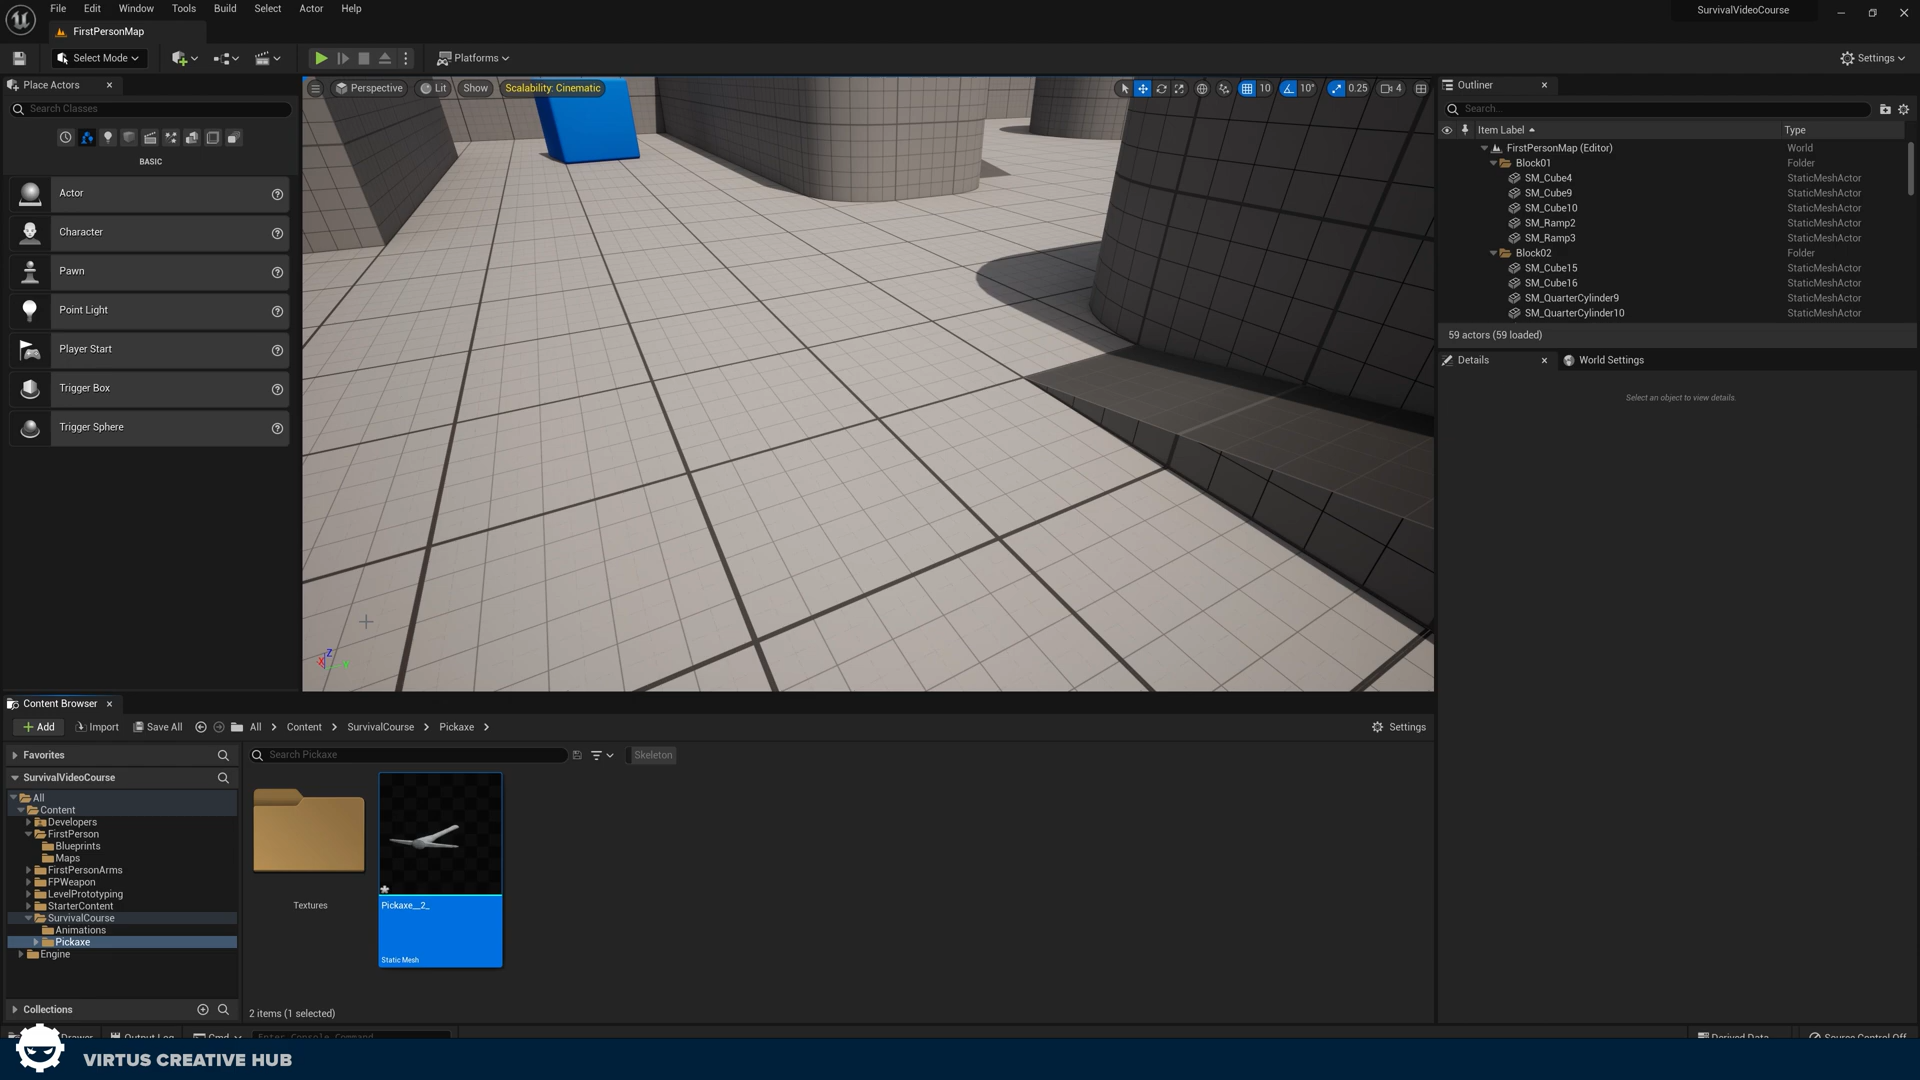 File Edit Window Tools Build Select Actor Help
SurvivalVideoCourse
FirstPersonMap
Select Mode
Platforms
Settings
Place Actors
Search Classes
BASIC
Actor
Character
Pawn
Point Light
Player Start
Trigger Box
Trigger Sphere
Perspective Lit Show Scalability: Cinematic
10 10° 0.25 4
Z
X
Outliner
Search...
Item Label Type
FirstPersonMap (Editor) World
Block01 Folder
SM_Cube4 StaticMeshActor
SM_Cube9 StaticMeshActor
SM_Cube10 StaticMeshActor
SM_Ramp2 StaticMeshActor
SM_Ramp3 StaticMeshActor
Block02 Folder
SM_Cube15 StaticMeshActor
SM_Cube16 StaticMeshActor
SM_QuarterCylinder9 StaticMeshActor
SM_QuarterCylinder10 StaticMeshActor
59 actors (59 loaded)
Details World Settings
Select an object to view details.
Content Browser
Add Import Save All All Content SurvivalCourse Pickaxe Settings
Favorites
SurvivalVideoCourse
All
Content
Developers
FirstPerson
Blueprints
Maps
FirstPersonArms
FPWeapon
LevelPrototyping
StarterContent
SurvivalCourse
Animations
Pickaxe
Engine
Collections
Search Pickaxe
Skeleton
Textures
Pickaxe__2_
Static Mesh
2 items (1 selected)
Drawer Output Log Cmd Enter Console Command Derived Data Source Control Off
VIRTUS CREATIVE HUB